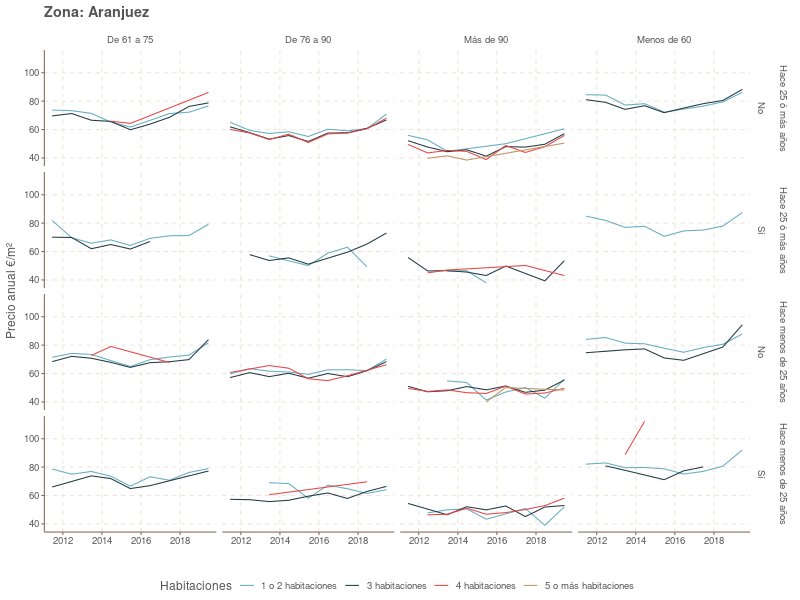 Zona: Aranjuez
De 61 a 75
De 76 a 90
Más de 90
Menos de 60
Precio anual €/m²
100
80
60
40
No
Hace 25 ó más años
100
80
60
40
Si
Hace 25 ó más años
100
80
60
40
No
Hace menos de 25 años
100
80
60
40
Si
Hace menos de 25 años
2012 2014 2016 2018
2012 2014 2016 2018
2012 2014 2016 2018
2012 2014 2016 2018
Habitaciones 1 o 2 habitaciones 3 habitaciones 4 habitaciones 5 o más habitaciones